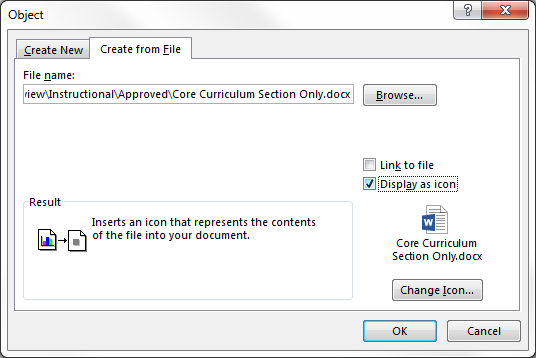 Object
Create New
Create from File
File name:
view\Instructional\Approved\Core Curriculum Section Only.docx
Browse...
Link to file
Display as icon
Result
Inserts an icon that represents the contents
of the file into your document.
Core Curriculum
Section Only.docx
Change Icon...
OK
Cancel